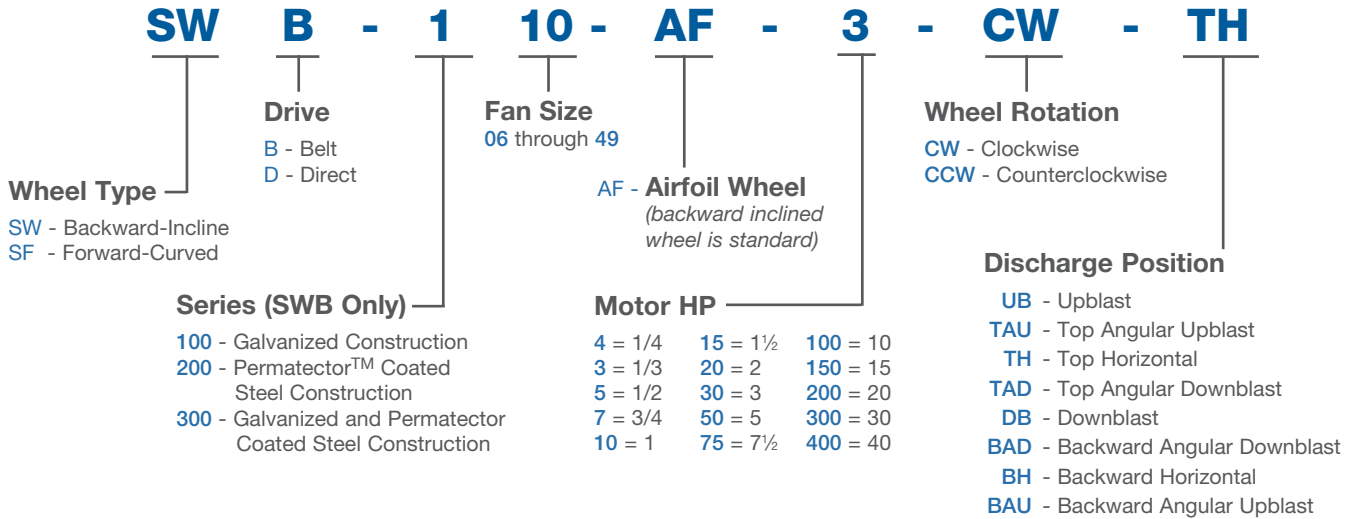 SW B - 1 10 - AF - 3 - CW - TH
Drive
B - Belt
D - Direct
Fan Size
06 through 49
Wheel Rotation
CW - Clockwise
CCW - Counterclockwise
Wheel Type
SW - Backward-Incline
SF - Forward-Curved
AF - Airfoil Wheel
(backward inclined
wheel is standard)
Series (SWB Only)
100 - Galvanized Construction
200 - Permatector™ Coated
Steel Construction
300 - Galvanized and Permatector
Coated Steel Construction
Motor HP
4 = 1/4 15 = 1½ 100 = 10
3 = 1/3 20 = 2 150 = 15
5 = 1/2 30 = 3 200 = 20
7 = 3/4 50 = 5 300 = 30
10 = 1 75 = 7½ 400 = 40
Discharge Position
UB - Upblast
TAU - Top Angular Upblast
TH - Top Horizontal
TAD - Top Angular Downblast
DB - Downblast
BAD - Backward Angular Downblast
BH - Backward Horizontal
BAU - Backward Angular Upblast